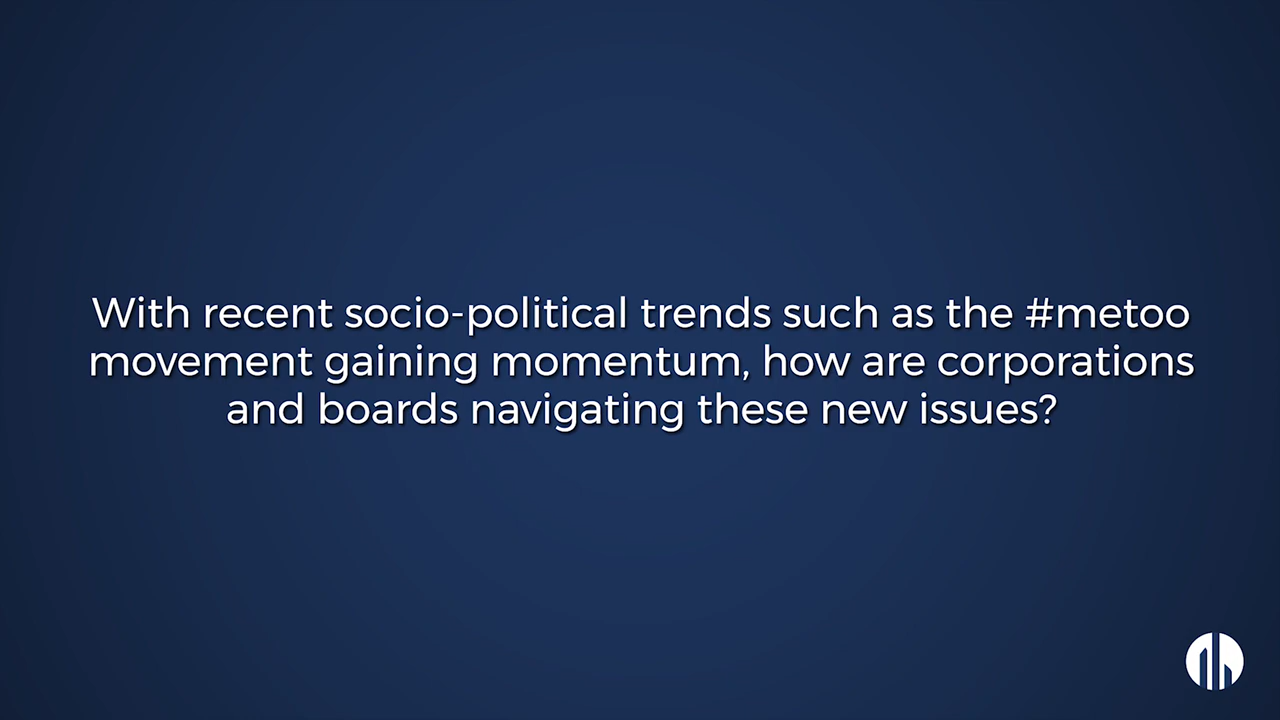 With recent socio-political trends such as the #metoo
movement gaining momentum, how are corporations
and boards navigating these new issues?